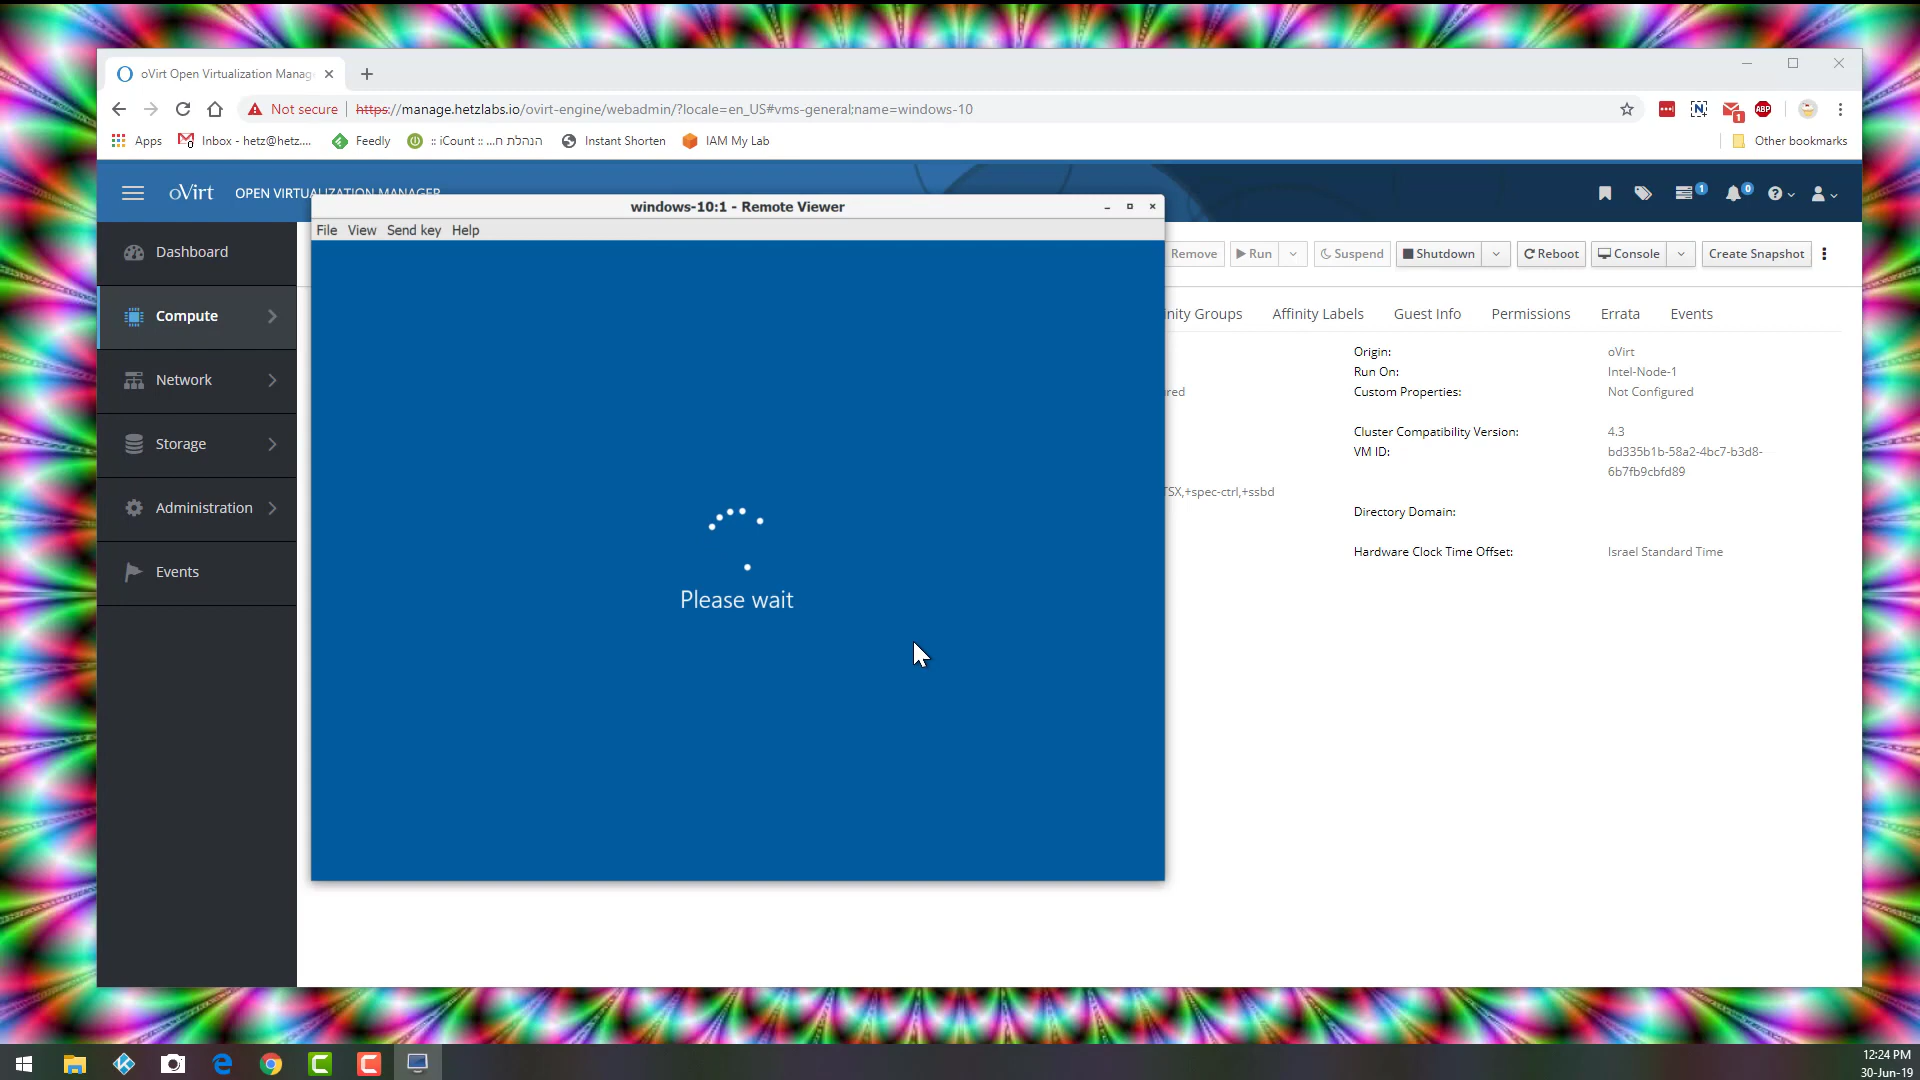 oVirt Open Virtualization Manag
Not secure
https://manage.hetzlabs.io/ovirt-engine/webadmin/?locale=en_US#vms-general;name=windows-10
1
ABP
Apps
Inbox - hetz@hetz....
Feedly
:: iCount :: ...הנהלת ח
Instant Shorten
IAM My Lab
Other bookmarks
oVirt OPEN VIRTUALIZATION MANAGER
1
0
windows-10:1 - Remote Viewer
File View Send key Help
Remove Run Suspend Shutdown Reboot Console Create Snapshot
Dashboard
Compute
Network
Storage
Administration
Events
inity Groups Affinity Labels Guest Info Permissions Errata Events
Origin: oVirt
Run On: Intel-Node-1
ured Custom Properties: Not Configured
Cluster Compatibility Version: 4.3
VM ID: bd335b1b-58a2-4bc7-b3d8-
6b7fb9cbfd89
TSX,+spec-ctrl,+ssbd
Directory Domain:
Hardware Clock Time Offset: Israel Standard Time
Please wait
12:24 PM
30-Jun-19